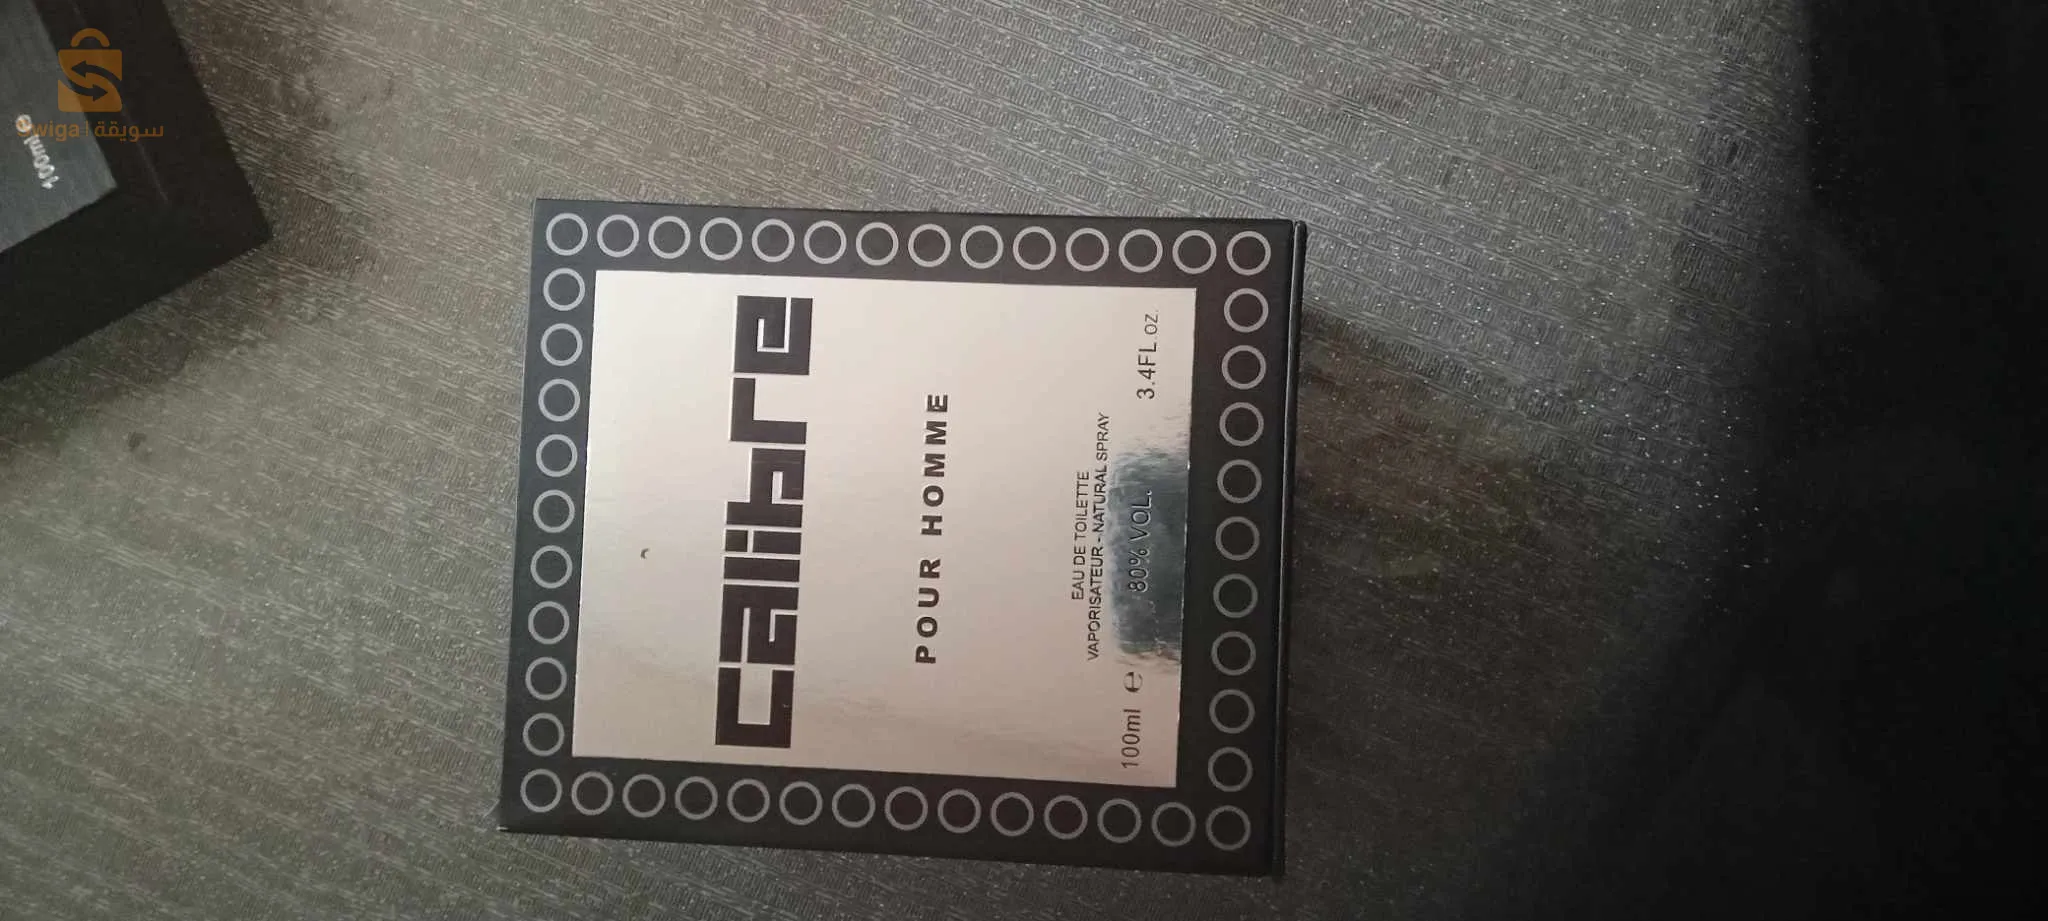 calibre
POUR HOMME
EAU DE TOILETTE
VAPORISATEUR - NATURAL SPRAY
100ml e 80% VOL. 3.4FL.oz.
100ml e
Swiga | سويقة